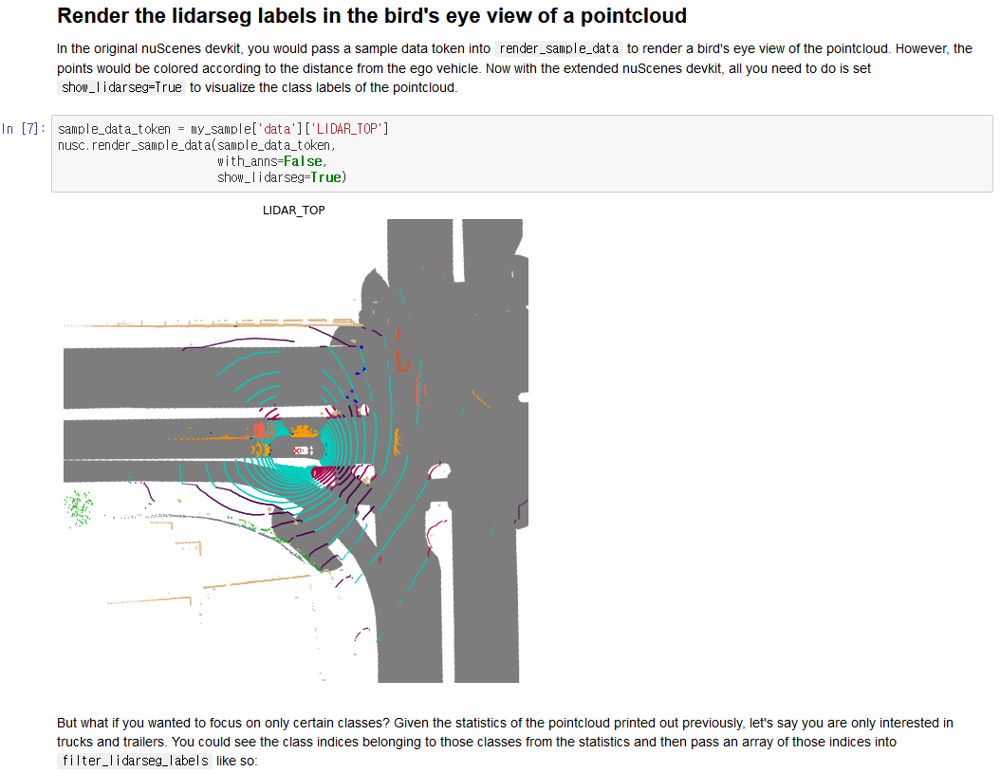 Render the lidarseg labels in the bird's eye view of a pointcloud
In the original nuScenes devkit, you would pass a sample data token into render_sample_data to render a bird's eye view of the pointcloud. However, the
points would be colored according to the distance from the ego vehicle. Now with the extended nuScenes devkit, all you need to do is set
show_lidarseg=True to visualize the class labels of the pointcloud.
In [7]: sample_data_token = my_sample['data']['LIDAR_TOP']
nusc.render_sample_data(sample_data_token,
with_anns=False,
show_lidarseg=True)
LIDAR_TOP
But what if you wanted to focus on only certain classes? Given the statistics of the pointcloud printed out previously, let's say you are only interested in
trucks and trailers. You could see the class indices belonging to those classes from the statistics and then pass an array of those indices into
filter_lidarseg_labels like so: